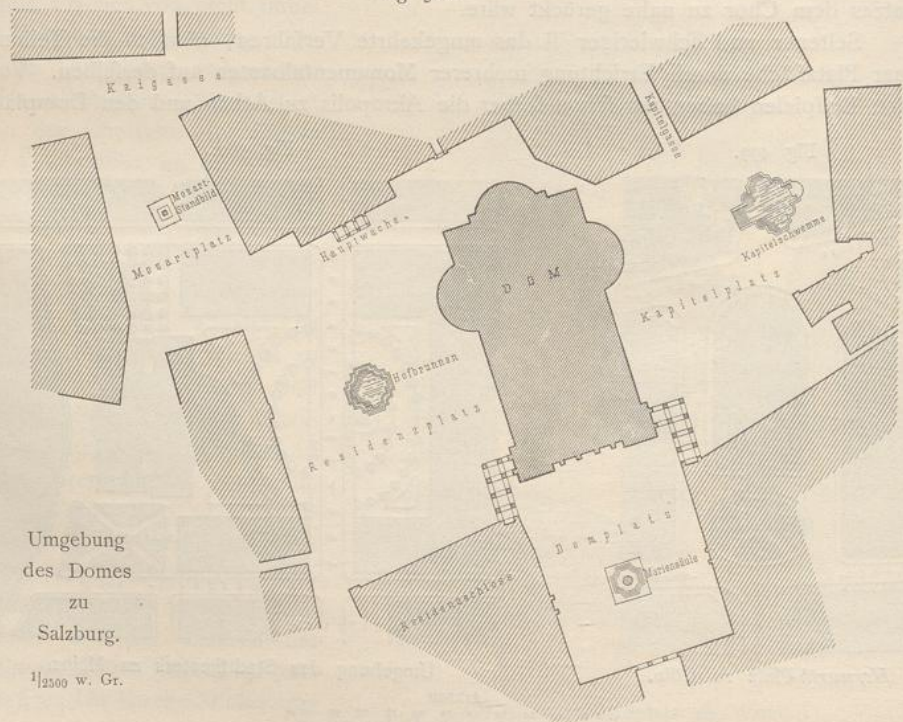 Kaigasse
Kapitelgasse
Mozart-
Standbild
Mozartplatz
Hauptwache.
Kapitelschwemme
DOM
Kapitelplatz
Hofbrunnen
Residenzplatz
Domplatz
Mariensäule
Residenzschloss
Umgebung
des Domes
zu
Salzburg.
1|2500 w. Gr.